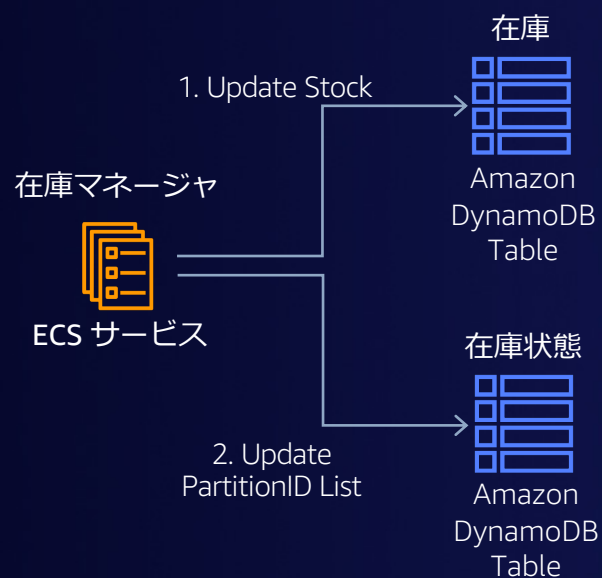 在庫
1. Update Stock
在庫マネージャ
Amazon
DynamoDB
Table
ECS サービス
在庫状態
2. Update
PartitionID List
Amazon
DynamoDB
Table